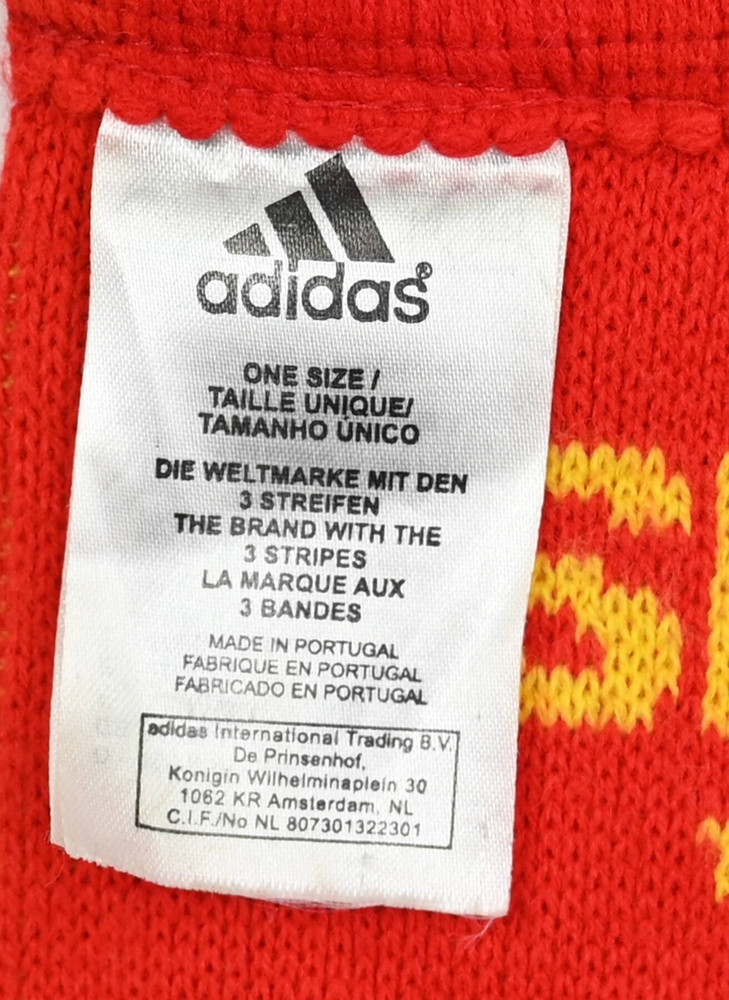 adidas®
ONE SIZE /
TAILLE UNIQUE/
TAMANHO ÚNICO
DIE WELTMARKE MIT DEN
3 STREIFEN
THE BRAND WITH THE
3 STRIPES
LA MARQUE AUX
3 BANDES
MADE IN PORTUGAL
FABRIQUE EN PORTUGAL
FABRICADO EN PORTUGAL
adidas International Trading B.V.
De Prinsenhof,
Konigin Wilhelminaplein 30
1062 KR Amsterdam, NL
C.I.F./No NL 807301322301